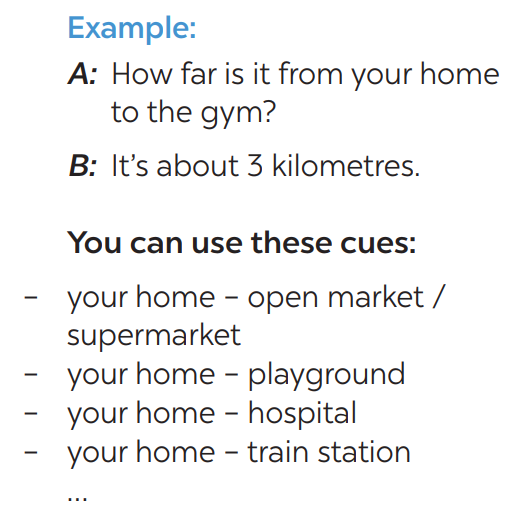 Example:
A: How far is it from your home
to the gym?
B: It's about 3 kilometres.
You can use these cues:
– your home – open market /
supermarket
– your home – playground
– your home – hospital
– your home – train station
...